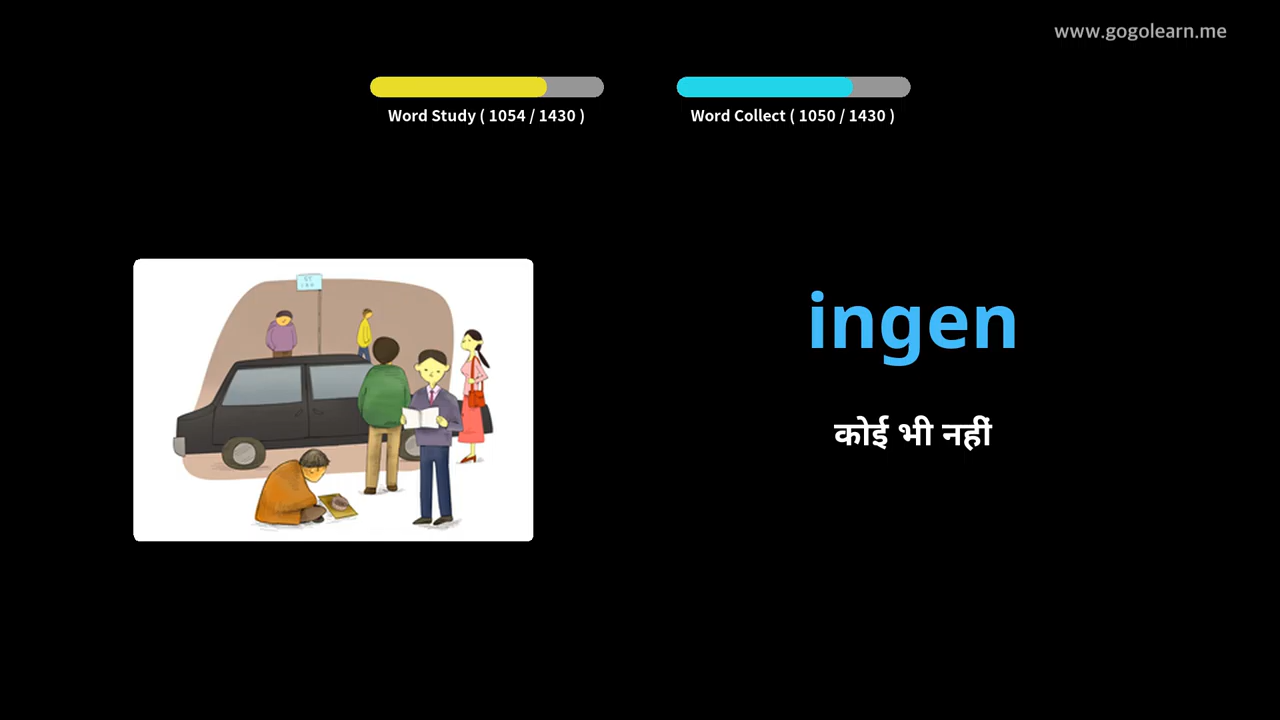 www.gogolearn.me
Word Study ( 1054 / 1430 )
Word Collect ( 1050 / 1430 )
ingen
कोई भी नहीं